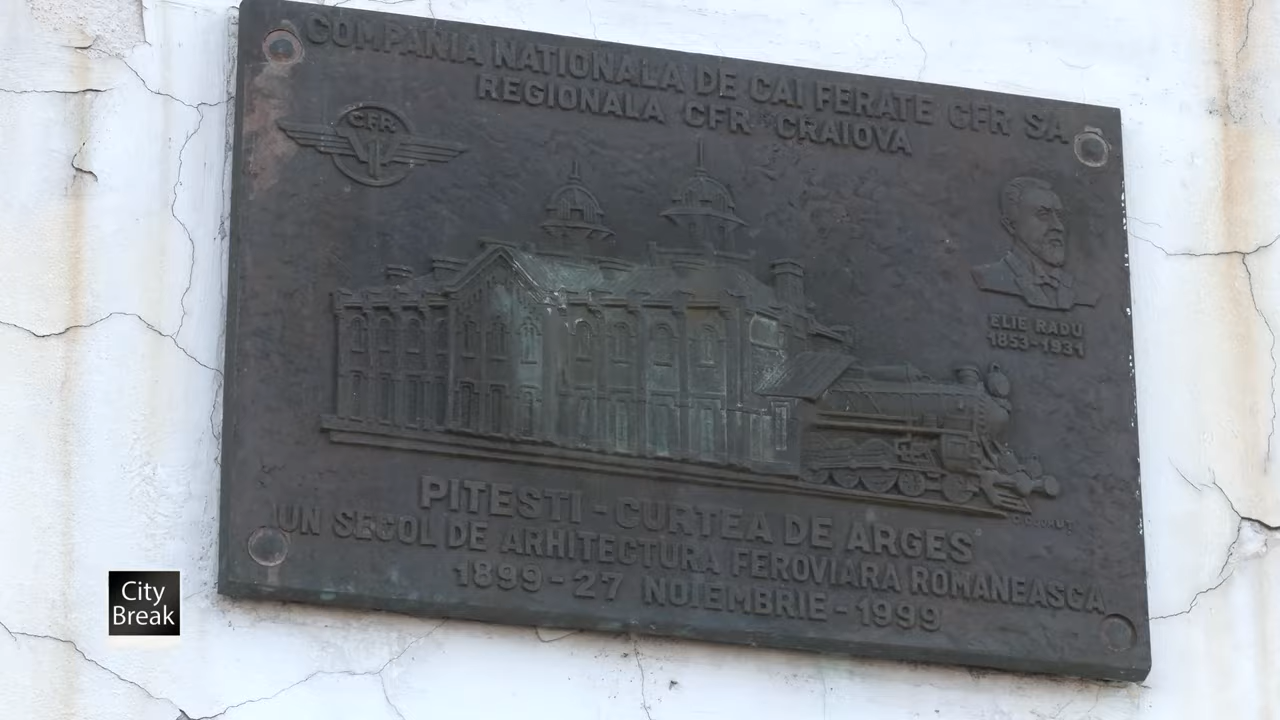 COMPANIA NATIONALA DE CAI FERATE CFR SA
REGIONALA CFR CRAIOVA
CFR
ELIE RADU
1853-1931
PITESTI - CURTEA DE ARGES
UN SECOL DE ARHITECTURA FEROVIARA ROMANEASCA
1899-27 NOIEMBRIE-1999
City
Break